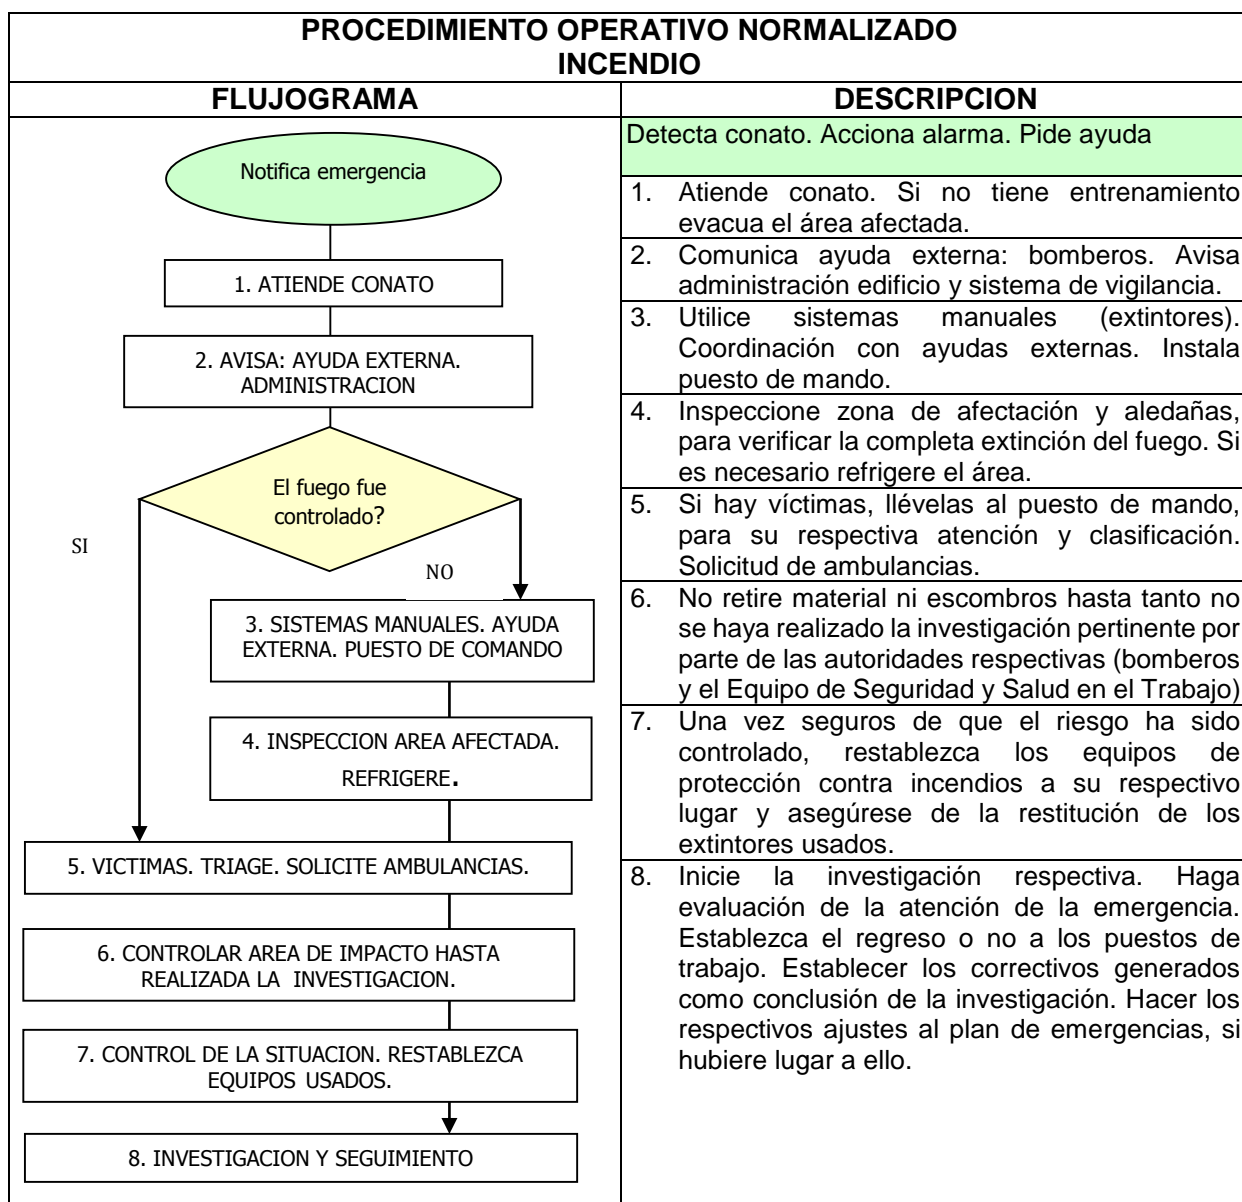 PROCEDIMIENTO OPERATIVO NORMALIZADO
INCENDIO
FLUJOGRAMA
Notifica emergencia
1. ATIENDE CONATO
2. AVISA: AYUDA EXTERNA.
ADMINISTRACION
El fuego fue
controlado?
SI
NO
3. SISTEMAS MANUALES. AYUDA
EXTERNA. PUESTO DE COMANDO
4. INSPECCION AREA AFECTADA.
REFRIGERE.
5. VICTIMAS. TRIAGE. SOLICITE AMBULANCIAS.
6. CONTROLAR AREA DE IMPACTO HASTA
REALIZADA LA INVESTIGACION.
7. CONTROL DE LA SITUACION. RESTABLEZCA
EQUIPOS USADOS.
8. INVESTIGACION Y SEGUIMIENTO
DESCRIPCION
Detecta conato. Acciona alarma. Pide ayuda
1. Atiende conato. Si no tiene entrenamiento
evacua el área afectada.
2. Comunica ayuda externa: bomberos. Avisa
administración edificio y sistema de vigilancia.
3. Utilice sistemas manuales (extintores).
Coordinación con ayudas externas. Instala
puesto de mando.
4. Inspeccione zona de afectación y aledañas,
para verificar la completa extinción del fuego. Si
es necesario refrigere el área.
5. Si hay víctimas, llévelas al puesto de mando,
para su respectiva atención y clasificación.
Solicitud de ambulancias.
6. No retire material ni escombros hasta tanto no
se haya realizado la investigación pertinente por
parte de las autoridades respectivas (bomberos
y el Equipo de Seguridad y Salud en el Trabajo)
7. Una vez seguros de que el riesgo ha sido
controlado, restablezca los equipos de
protección contra incendios a su respectivo
lugar y asegúrese de la restitución de los
extintores usados.
8. Inicie la investigación respectiva. Haga
evaluación de la atención de la emergencia.
Establezca el regreso o no a los puestos de
trabajo. Establecer los correctivos generados
como conclusión de la investigación. Hacer los
respectivos ajustes al plan de emergencias, si
hubiere lugar a ello.